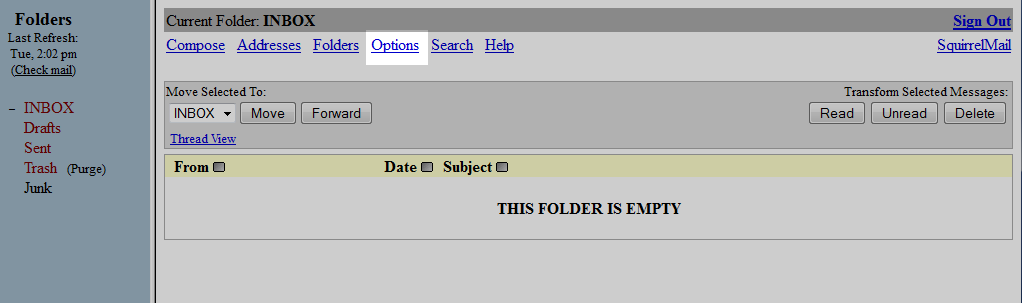 Folders
Last Refresh:
Tue, 2:02 pm
(Check mail)
– INBOX
Drafts
Sent
Trash (Purge)
Junk
Current Folder: INBOX Sign Out
Compose Addresses Folders Options Search Help SquirrelMail
Move Selected To: Transform Selected Messages:
INBOX Move Forward Read Unread Delete
Thread View
From Date Subject
THIS FOLDER IS EMPTY